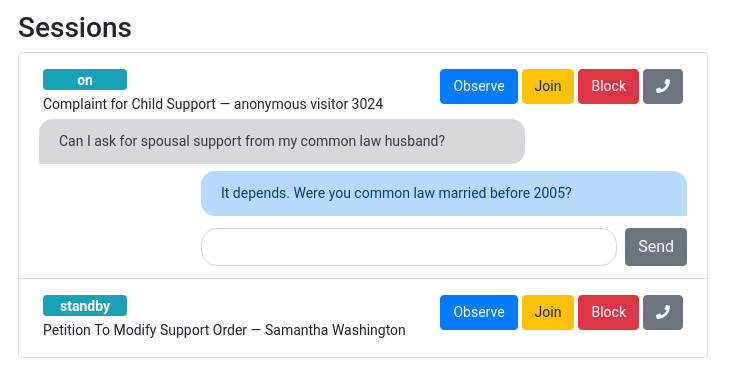 Sessions
on
Observe Join Block
Complaint for Child Support — anonymous visitor 3024
Can I ask for spousal support from my common law husband?
It depends. Were you common law married before 2005?
Send
standby
Observe Join Block
Petition To Modify Support Order — Samantha Washington